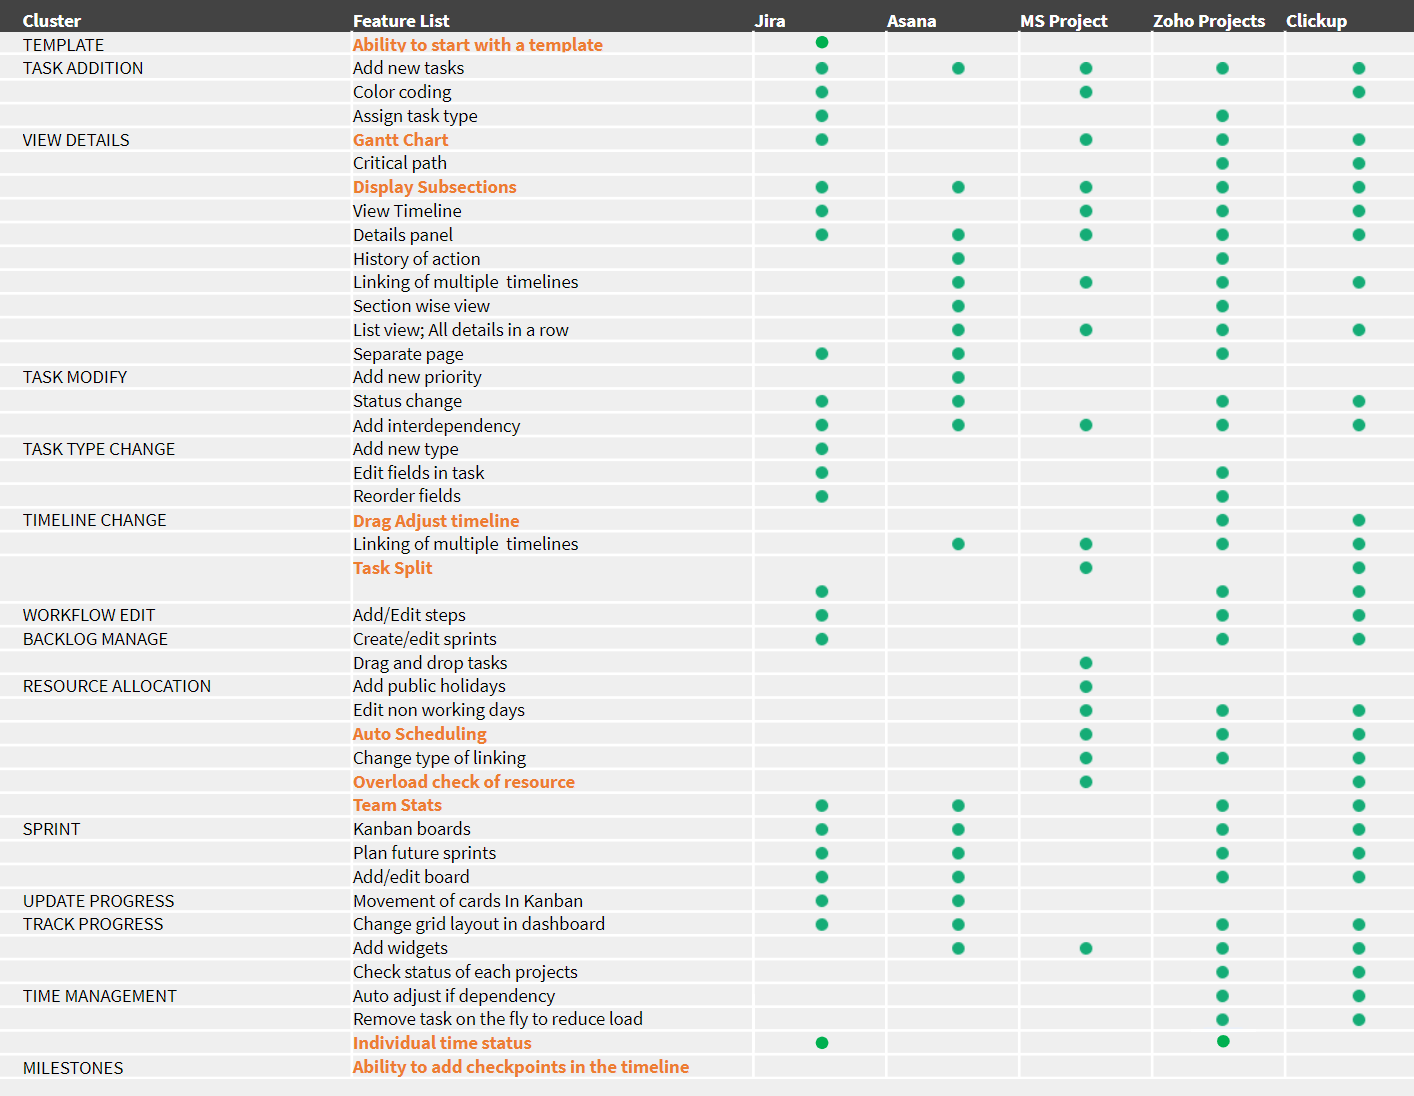 Cluster Feature List Jira Asana MS Project Zoho Projects Clickup
TEMPLATE Ability to start with a template
TASK ADDITION Add new tasks
Color coding
Assign task type
VIEW DETAILS Gantt Chart
Critical path
Display Subsections
View Timeline
Details panel
History of action
Linking of multiple  timelines
Section wise view
List view; All details in a row
Separate page
TASK MODIFY Add new priority
Status change
Add interdependency
TASK TYPE CHANGE Add new type
Edit fields in task
Reorder fields
TIMELINE CHANGE Drag Adjust timeline
Linking of multiple  timelines
Task Split
WORKFLOW EDIT Add/Edit steps
BACKLOG MANAGE Create/edit sprints
Drag and drop tasks
RESOURCE ALLOCATION Add public holidays
Edit non working days
Auto Scheduling
Change type of linking
Overload check of resource
Team Stats
SPRINT Kanban boards
Plan future sprints
Add/edit board
UPDATE PROGRESS Movement of cards In Kanban
TRACK PROGRESS Change grid layout in dashboard
Add widgets
Check status of each projects
TIME MANAGEMENT Auto adjust if dependency
Remove task on the fly to reduce load
Individual time status
MILESTONES Ability to add checkpoints in the timeline